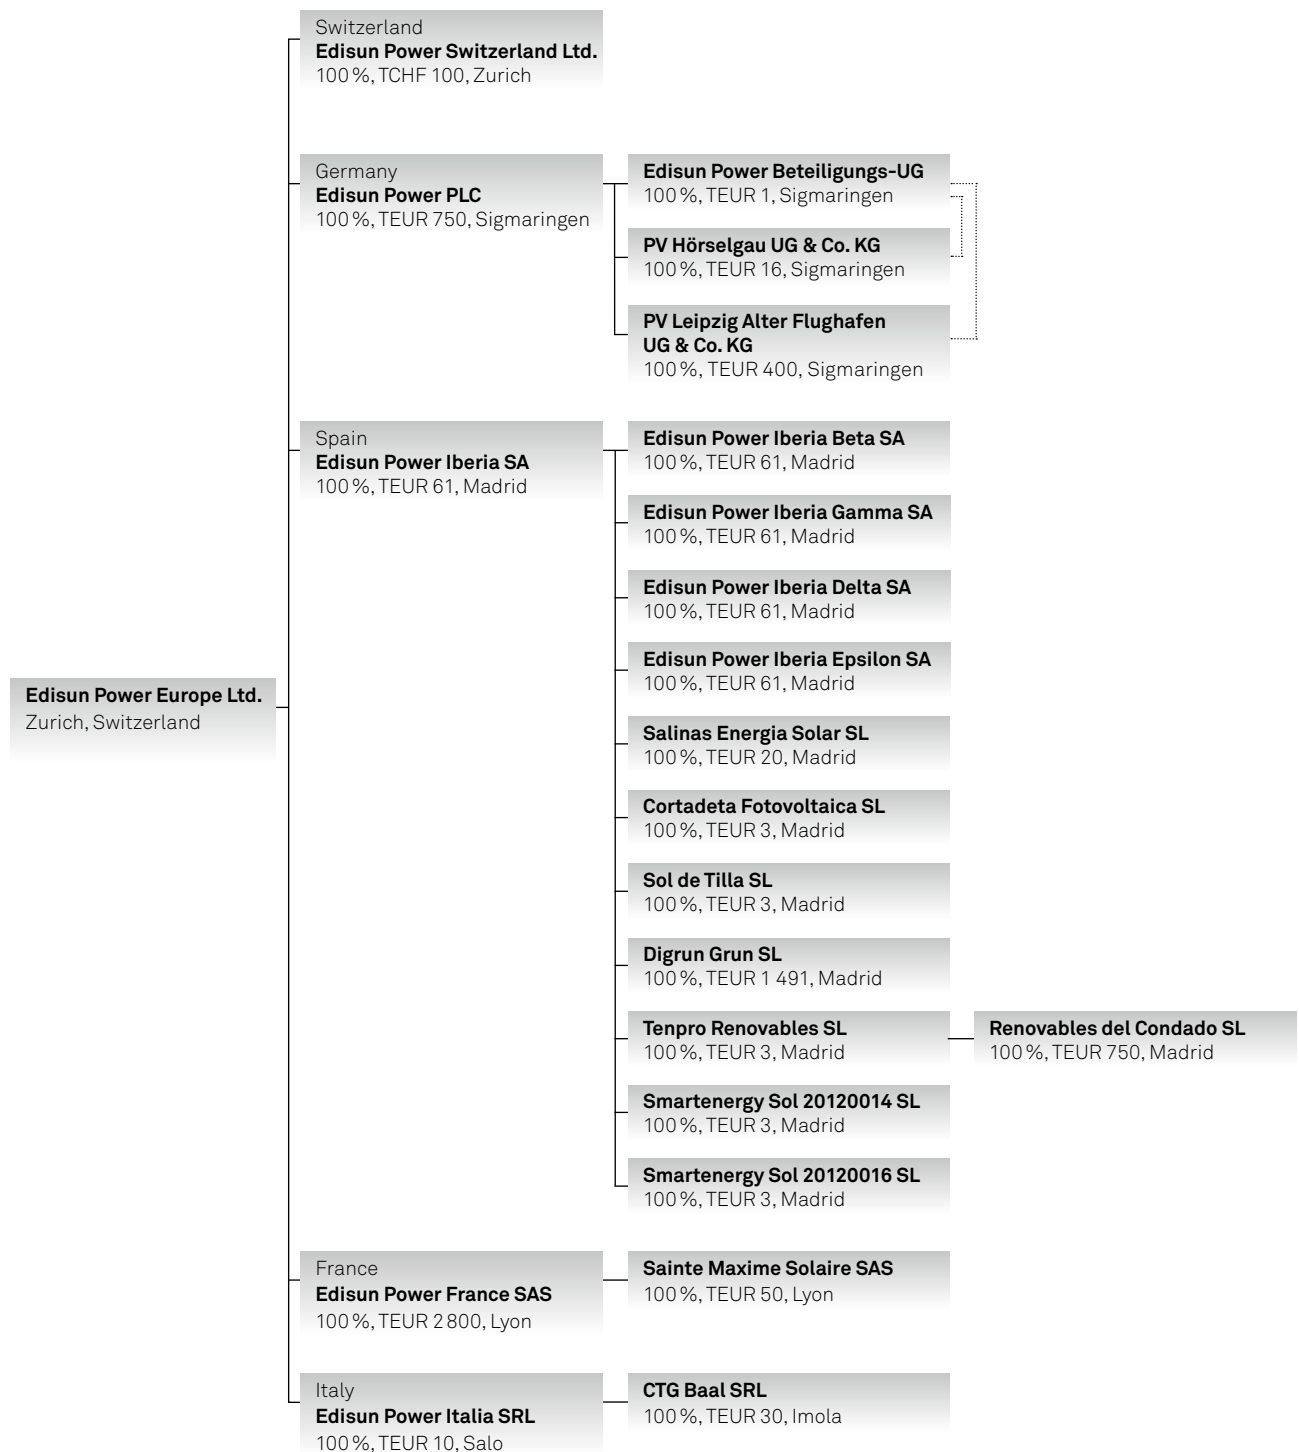 Switzerland
Edisun Power Switzerland Ltd.
100 %, TCHF 100, Zurich
Germany
Edisun Power PLC
100 %, TEUR 750, Sigmaringen
Edisun Power Beteiligungs-UG
100 %, TEUR 1, Sigmaringen
PV Hörselgau UG & Co. KG
100 %, TEUR 16, Sigmaringen
PV Leipzig Alter Flughafen
UG & Co. KG
100 %, TEUR 400, Sigmaringen
Spain
Edisun Power Iberia SA
100 %, TEUR 61, Madrid
Edisun Power Iberia Beta SA
100 %, TEUR 61, Madrid
Edisun Power Iberia Gamma SA
100 %, TEUR 61, Madrid
Edisun Power Iberia Delta SA
100 %, TEUR 61, Madrid
Edisun Power Iberia Epsilon SA
100 %, TEUR 61, Madrid
Edisun Power Europe Ltd.
Zurich, Switzerland
Salinas Energia Solar SL
100 %, TEUR 20, Madrid
Cortadeta Fotovoltaica SL
100 %, TEUR 3, Madrid
Sol de Tilla SL
100 %, TEUR 3, Madrid
Digrun Grun SL
100 %, TEUR 1 491, Madrid
Tenpro Renovables SL
100 %, TEUR 3, Madrid
Renovables del Condado SL
100 %, TEUR 750, Madrid
Smartenergy Sol 20120014 SL
100 %, TEUR 3, Madrid
Smartenergy Sol 20120016 SL
100 %, TEUR 3, Madrid
France
Edisun Power France SAS
100 %, TEUR 2 800, Lyon
Sainte Maxime Solaire SAS
100 %, TEUR 50, Lyon
Italy
Edisun Power Italia SRL
100 %, TEUR 10, Salo
CTG Baal SRL
100 %, TEUR 30, Imola